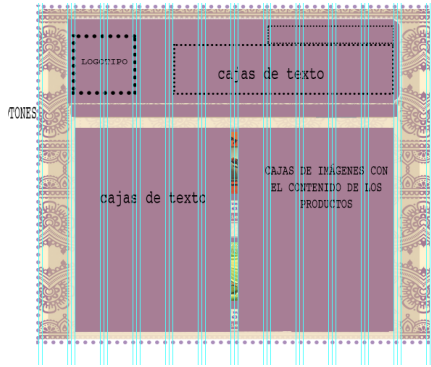 LOGOTIPO
cajas de texto
TONES
cajas de texto
CAJAS DE IMÁGENES CON
EL CONTENIDO DE LOS
PRODUCTOS